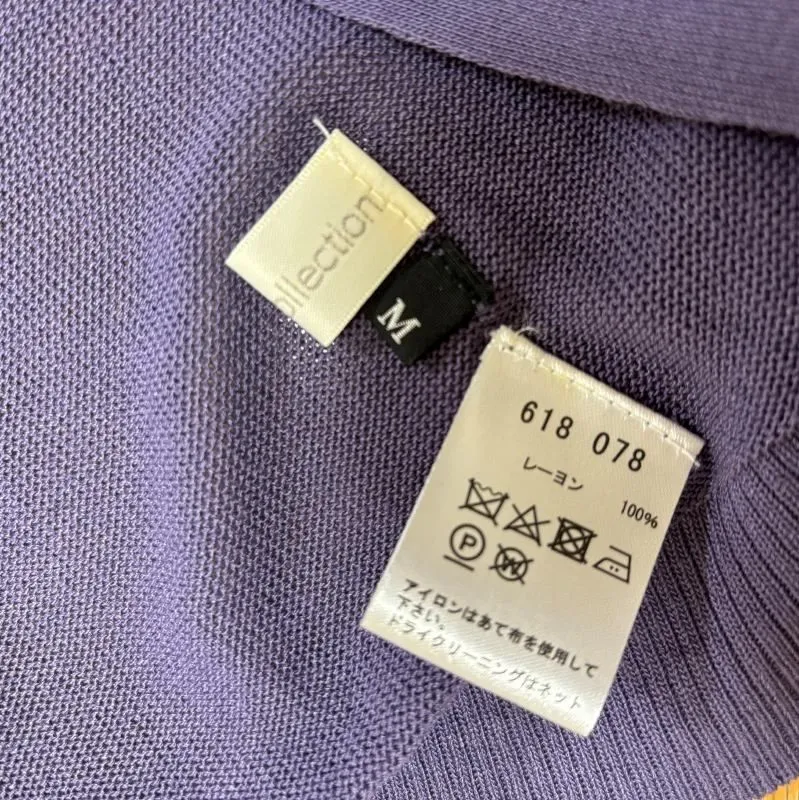 ollection
M
618 078
レーヨン
100%
P
W
アイロンはあて布を使用して
下さい。
ドライクリーニングはネット